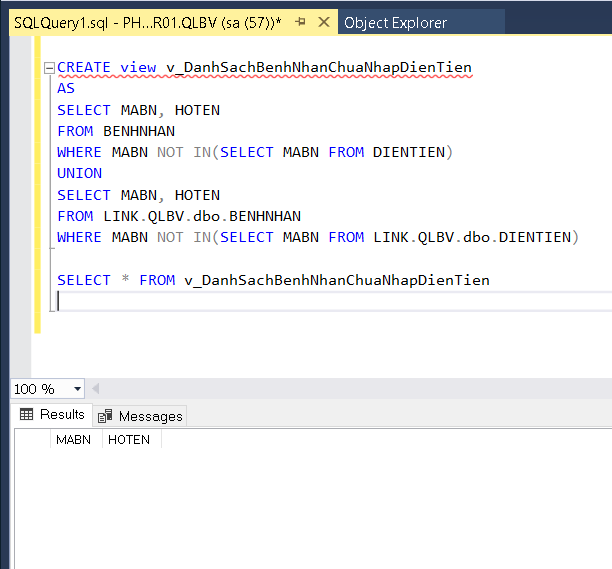 SQLQuery1.sql - PH...R01.QLBV (sa (57))* Object Explorer
CREATE view v_DanhSachBenhNhanChuaNhapDienTien
AS
SELECT MABN, HOTEN
FROM BENHNHAN
WHERE MABN NOT IN(SELECT MABN FROM DIENTIEN)
UNION
SELECT MABN, HOTEN
FROM LINK.QLBV.dbo.BENHNHAN
WHERE MABN NOT IN(SELECT MABN FROM LINK.QLBV.dbo.DIENTIEN)
SELECT * FROM v_DanhSachBenhNhanChuaNhapDienTien
100 %
Results Messages
MABN HOTEN